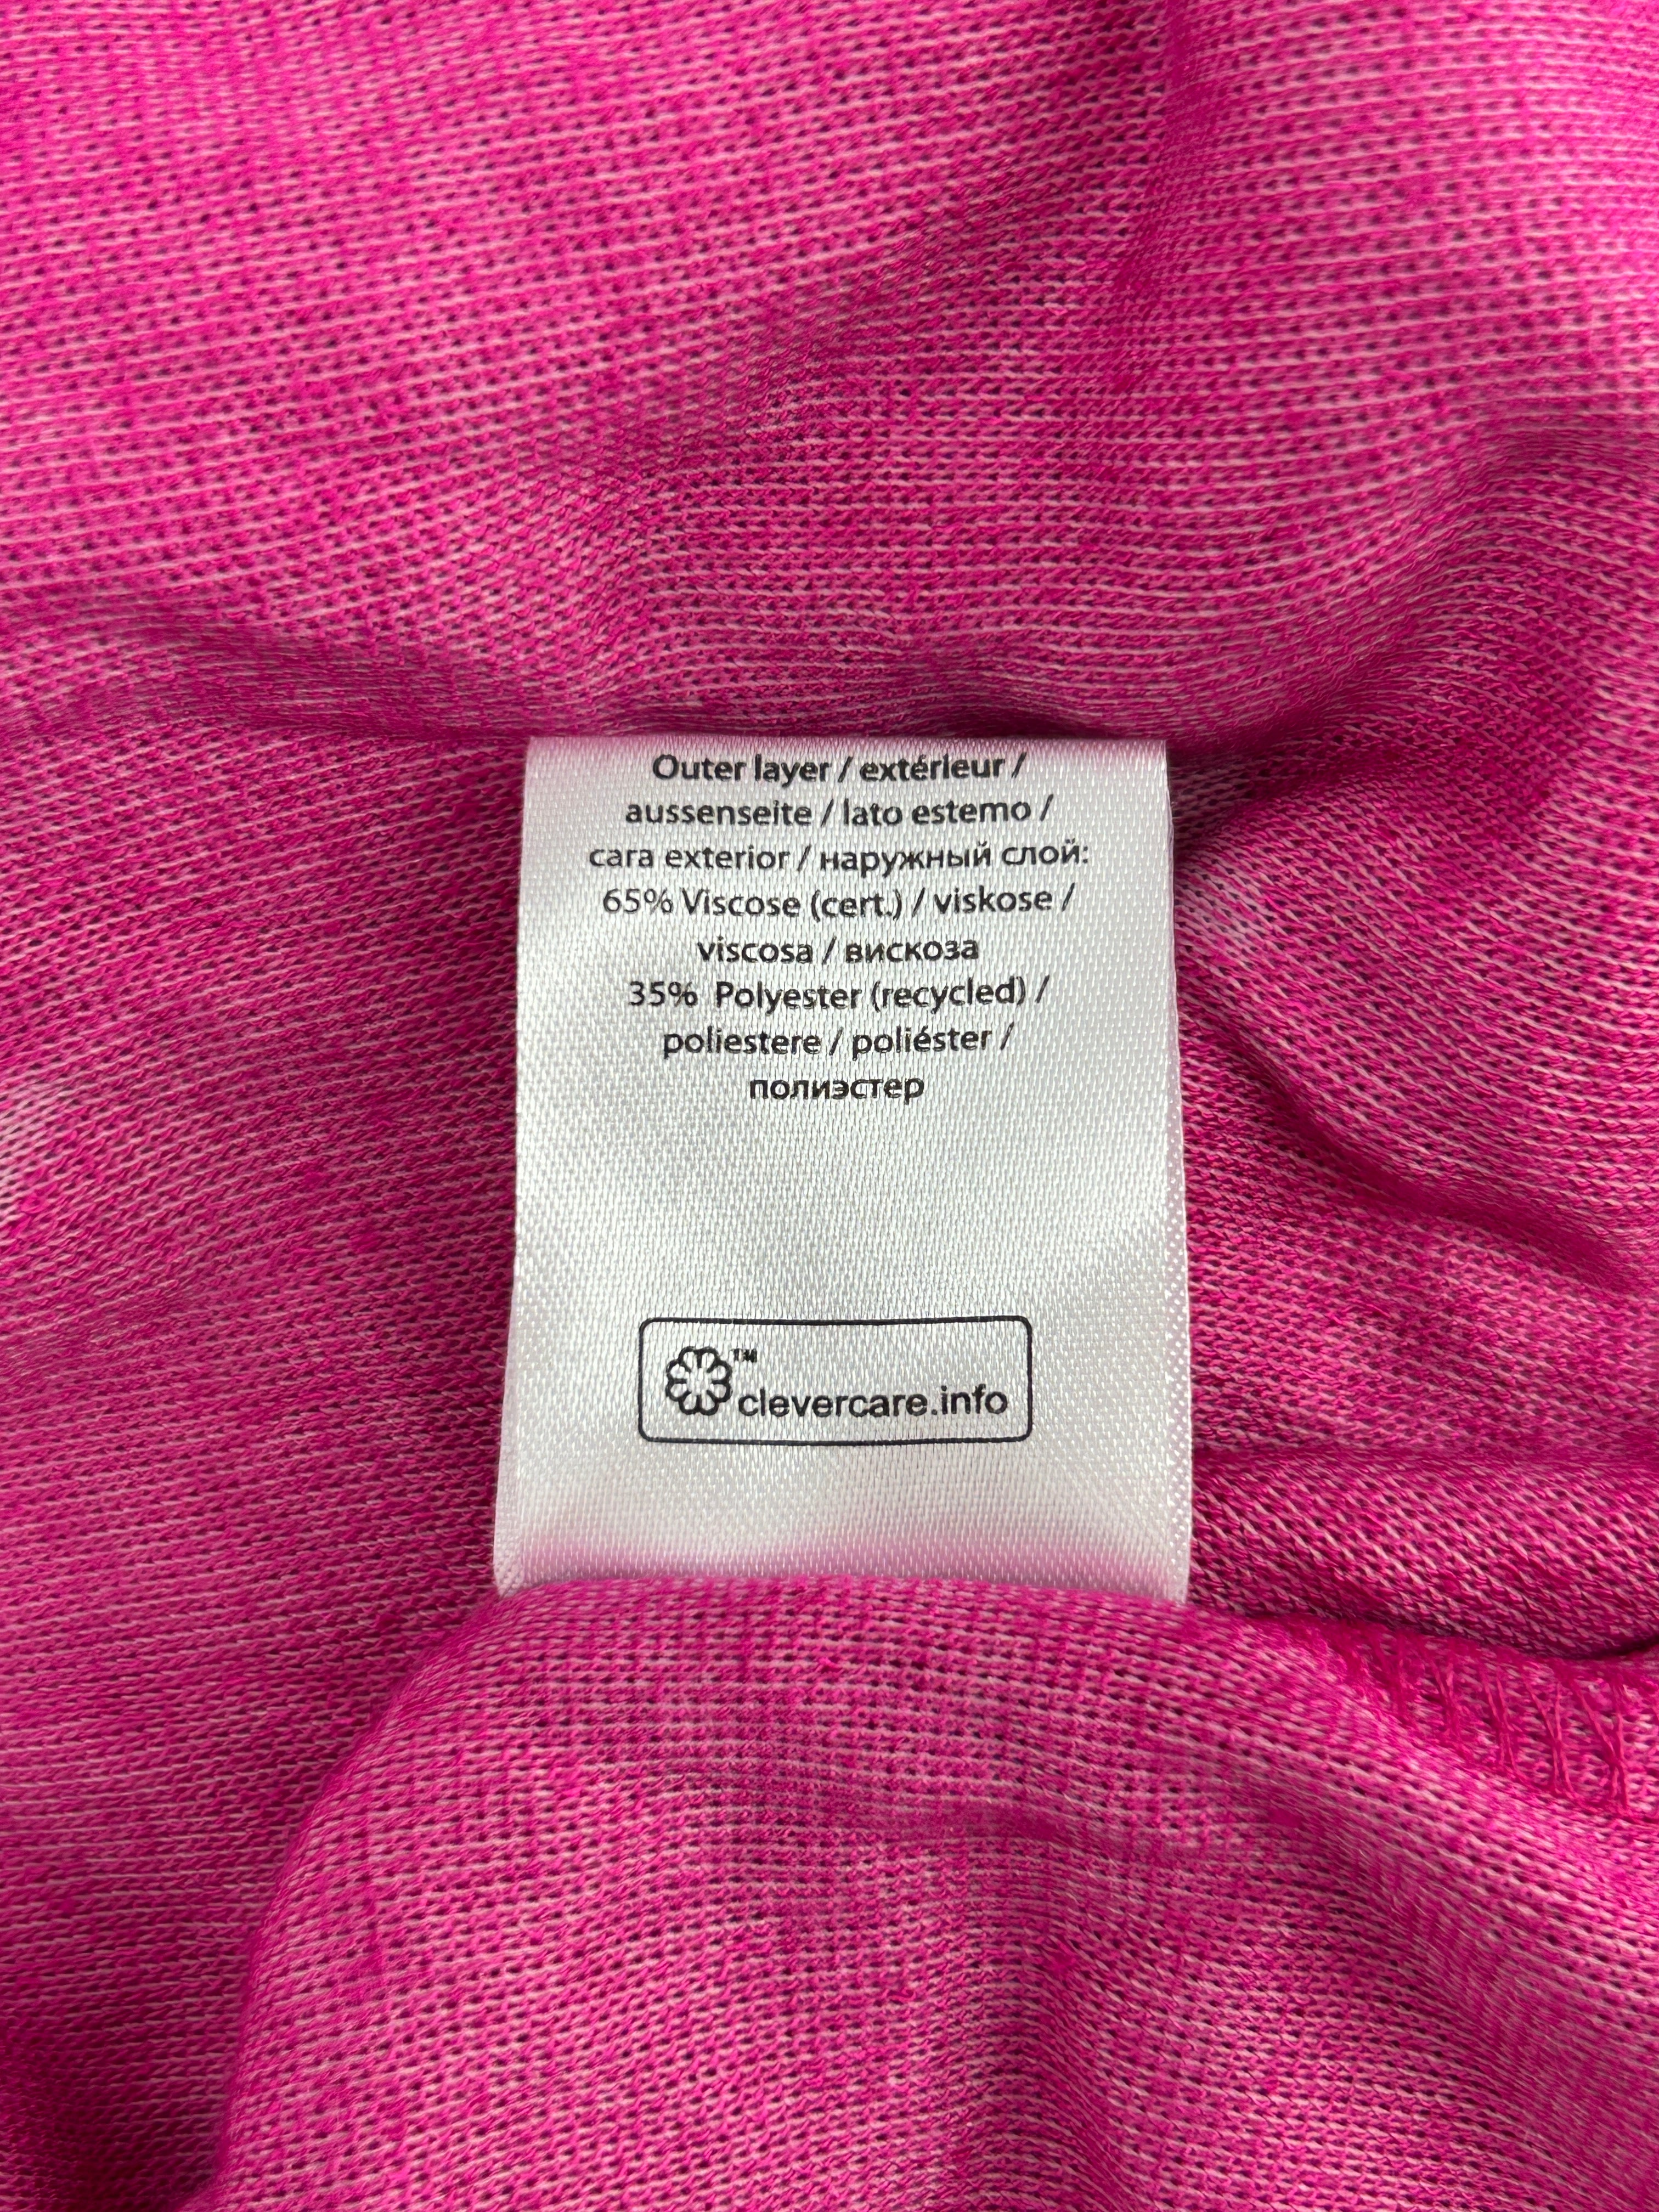 Outer layer / extérieur /
aussenseite / lato estemo /
cara exterior / наружный слой:
65% Viscose (cert.) / viskose /
viscosa / вискоза
35% Polyester (recycled) /
poliestere / poliéster /
полиэстер
™
clevercare.info